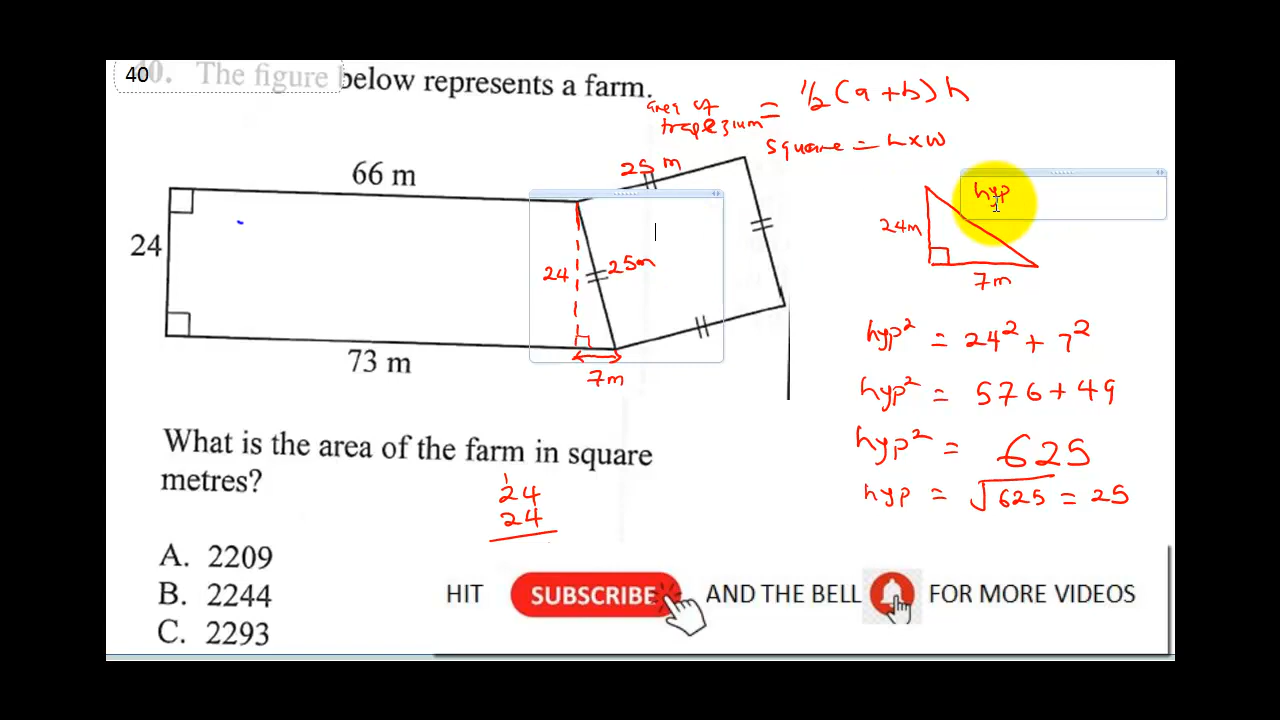 40
40. The figure below represents a farm.
area of trapezium = ½ (a + b) h
square = L x W
66 m
25 m
hyp
24
24
25m
24m
7m
73 m
7m
hyp² = 24² + 7²
hyp² = 576 + 49
hyp² = 625
hyp = √625 = 25
What is the area of the farm in square
metres?
1
24
24
A. 2209
B. 2244
C. 2293
HIT SUBSCRIBE AND THE BELL FOR MORE VIDEOS